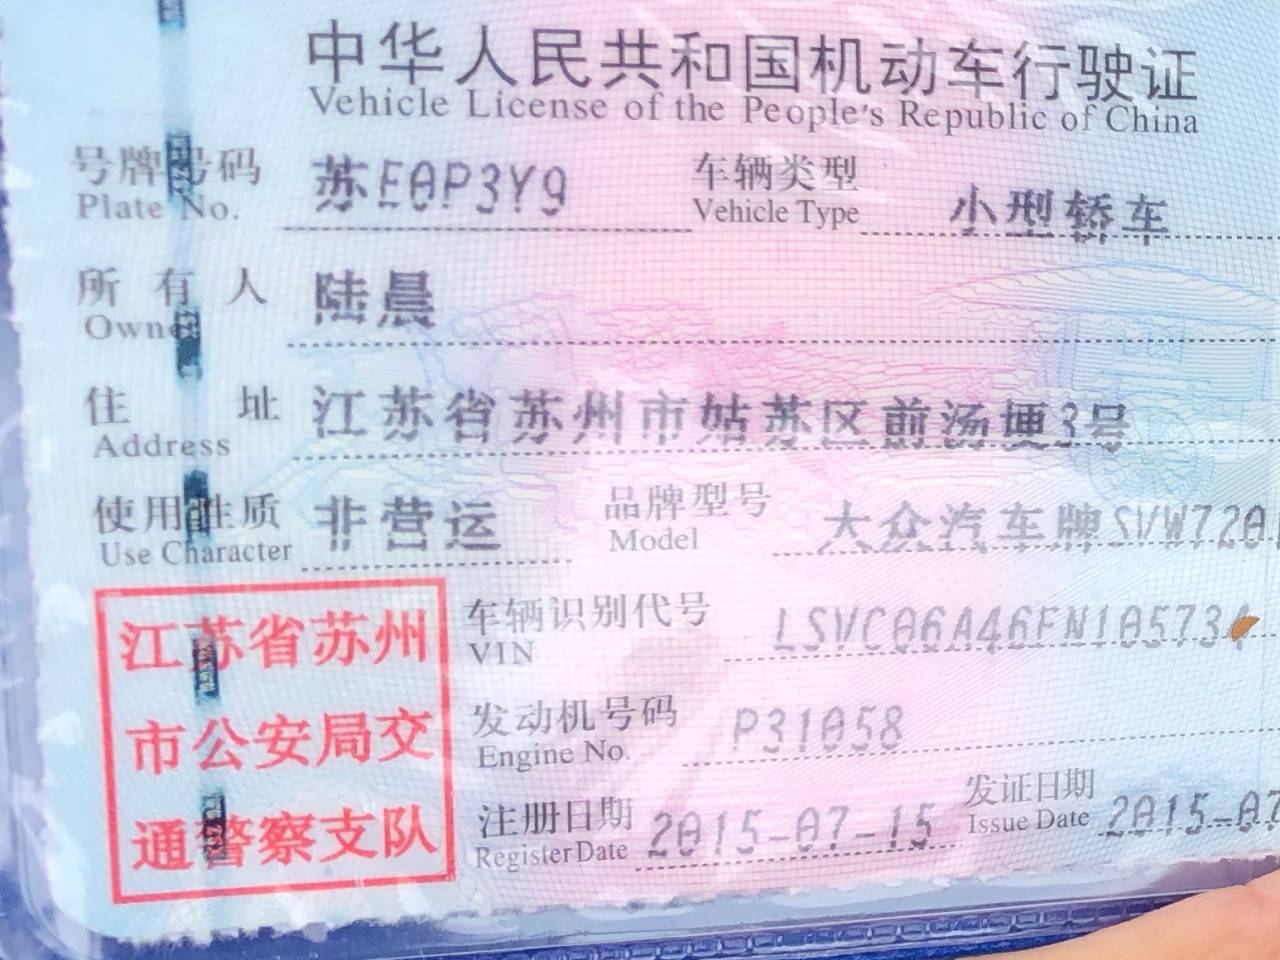 中华人民共和国机动车行驶证
Vehicle License of the People's Republic of China
号牌号码 苏E0P3Y9 车辆类型 小型轿车
Plate No. Vehicle Type
所有人 陆晨
Owner
住址 江苏省苏州市姑苏区前汤埂3号
Address
使用性质 非营运 品牌型号 大众汽车牌SVW720
Use Character Model
车辆识别代号 LSVCA6A46FN105734
VIN
发动机号码 P31058
Engine No.
注册日期 2015-07-15 发证日期 2015-07
Register Date Issue Date
江苏省苏州
市公安局交
通警察支队